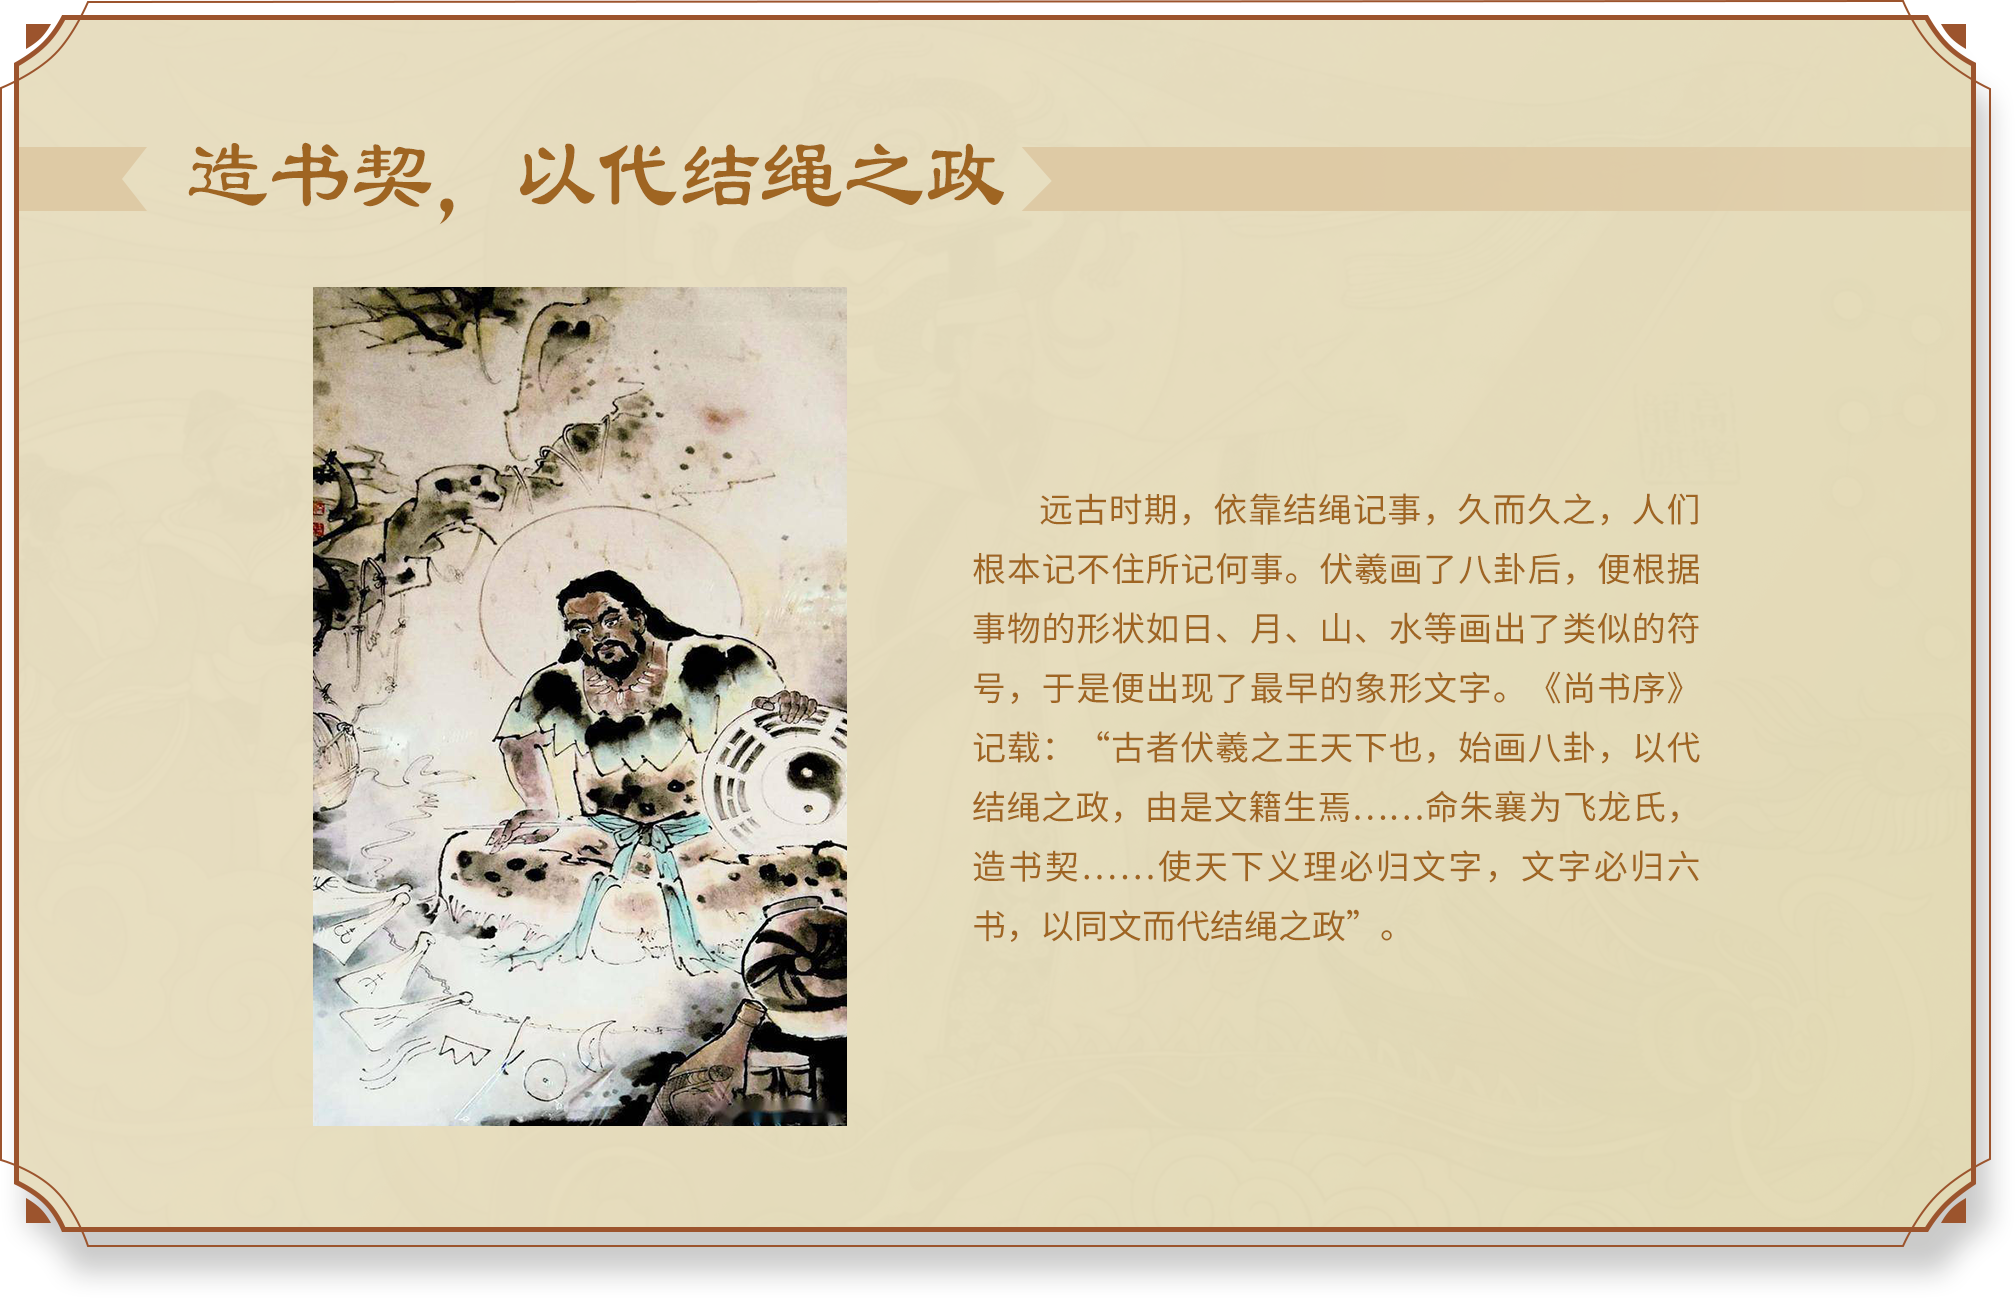 造书契，以代结绳之政
远古时期，依靠结绳记事，久而久之，人们
根本记不住所记何事。伏羲画了八卦后，便根据
事物的形状如日、月、山、水等画出了类似的符
号，于是便出现了最早的象形文字。《尚书序》
记载：“古者伏羲之王天下也，始画八卦，以代
结绳之政，由是文籍生焉……命朱襄为飞龙氏，
造书契……使天下义理必归文字，文字必归六
书，以同文而代结绳之政”。